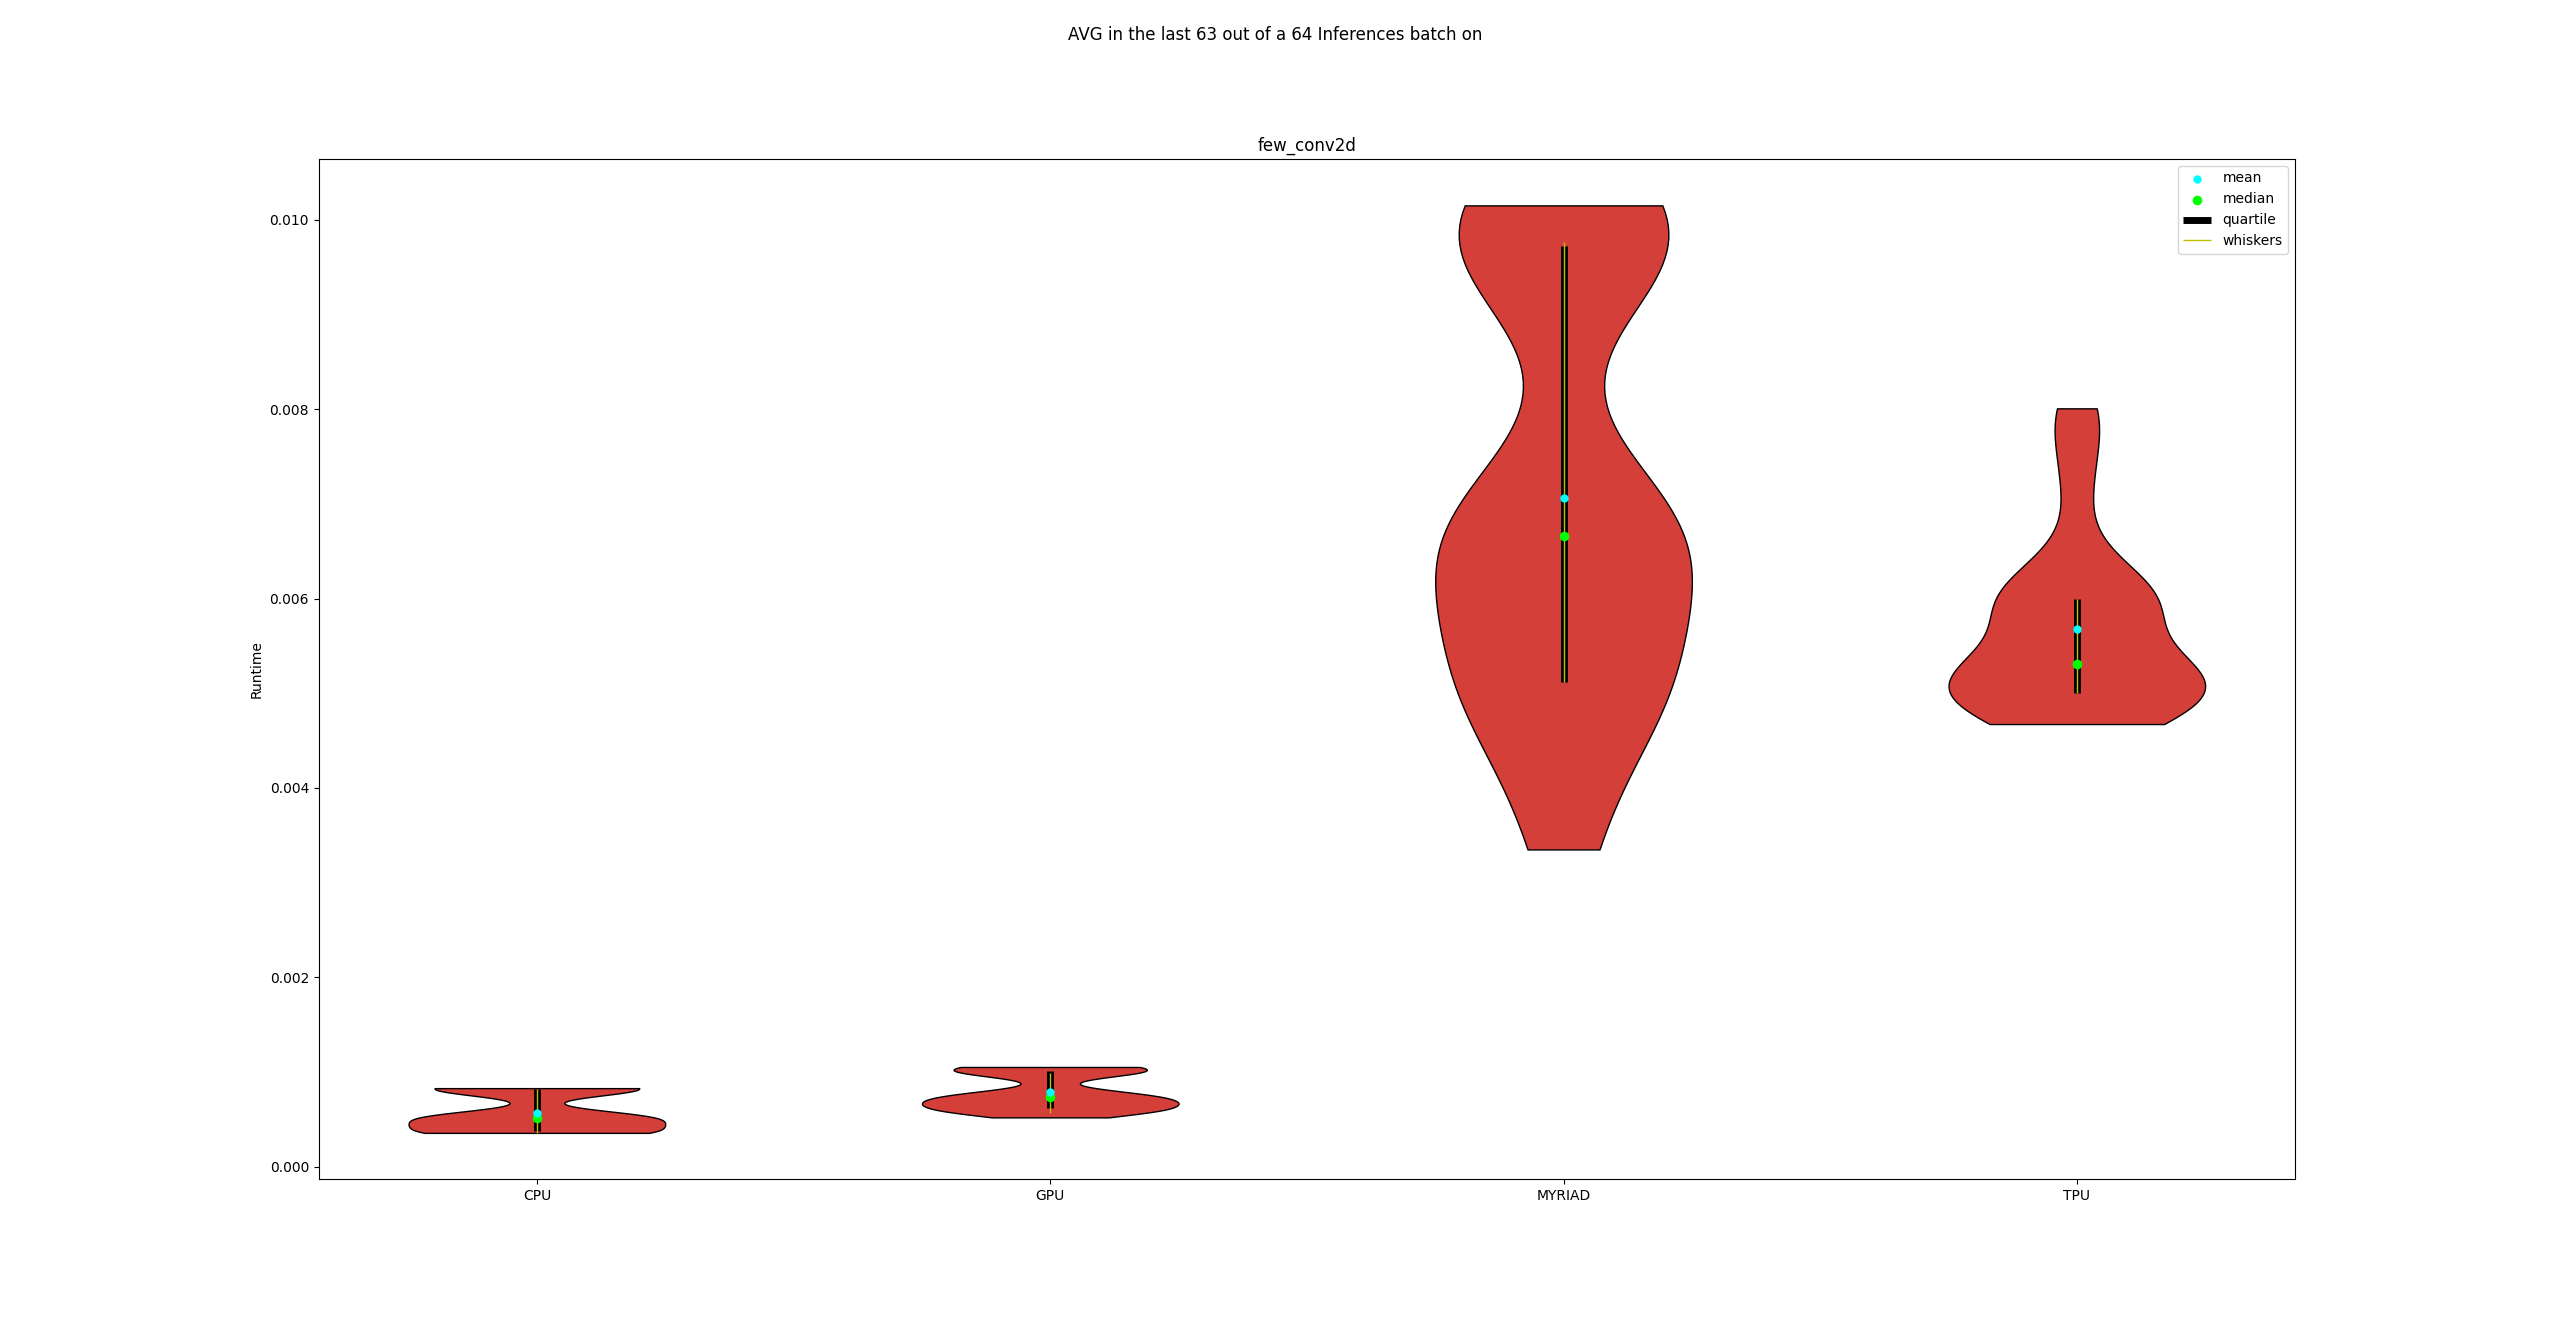 AVG in the last 63 out of a 64 Inferences batch on
few_conv2d
mean
median
quartile
whiskers
0.010
0.008
0.006
0.004
0.002
0.000
Runtime
CPU
GPU
MYRIAD
TPU